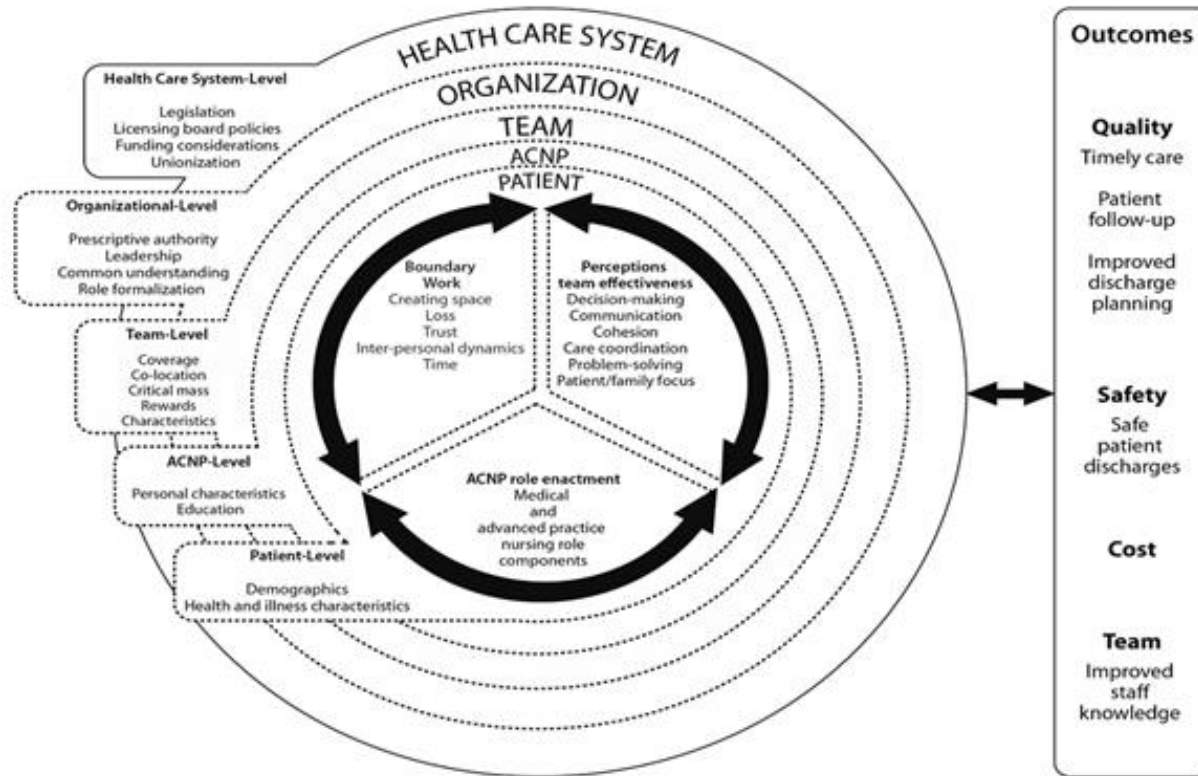 HEALTH CARE SYSTEM
ORGANIZATION
TEAM
ACNP
PATIENT
Health Care System-Level
Legislation
Licensing board policies
Funding considerations
Unionization
Organizational-Level
Prescriptive authority
Leadership
Common understanding
Role formalization
Team-Level
Coverage
Co-location
Critical mass
Rewards
Characteristics
ACNP-Level
Personal characteristics
Education
Patient-Level
Demographics
Health and illness characteristics
Boundary
Work
Creating space
Loss
Trust
Inter-personal dynamics
Time
Perceptions
team effectiveness
Decision-making
Communication
Cohesion
Care coordination
Problem-solving
Patient/family focus
ACNP role enactment
Medical
and
advanced practice
nursing role
components
Outcomes
Quality
Timely care
Patient
follow-up
Improved
discharge
planning
Safety
Safe
patient
discharges
Cost
Team
Improved
staff
knowledge